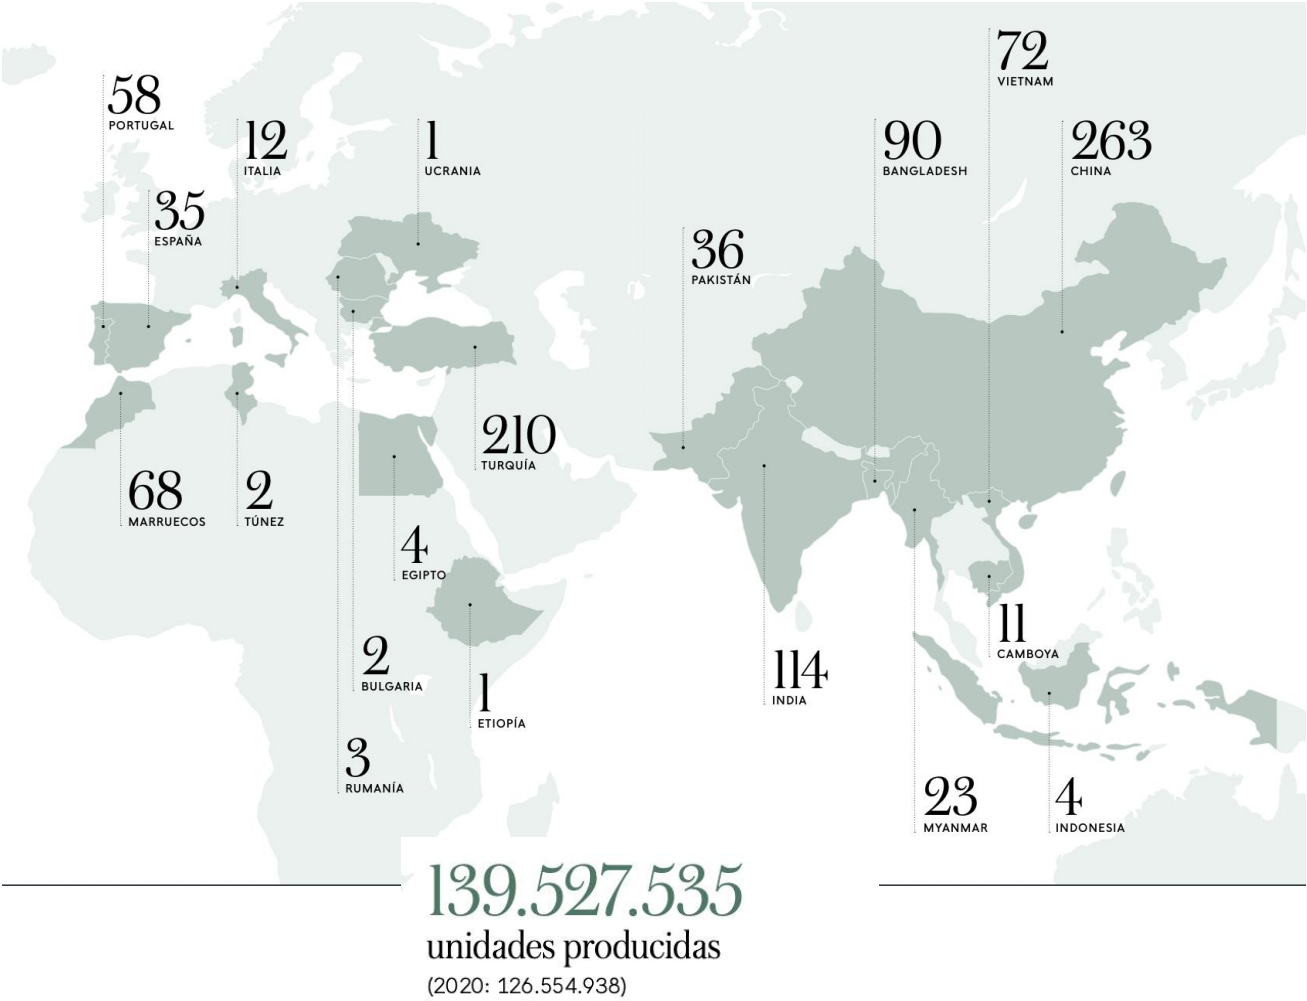 72
VIETNAM
58
PORTUGAL
12
ITALIA
1
UCRANIA
90
BANGLADESH
263
CHINA
35
ESPAÑA
36
PAKISTÁN
210
TURQUÍA
68
MARRUECOS
2
TÚNEZ
4
EGIPTO
11
CAMBOYA
2
BULGARIA
114
INDIA
1
ETIOPÍA
3
RUMANÍA
23
MYANMAR
4
INDONESIA
139.527.535
unidades producidas
(2020: 126.554.938)